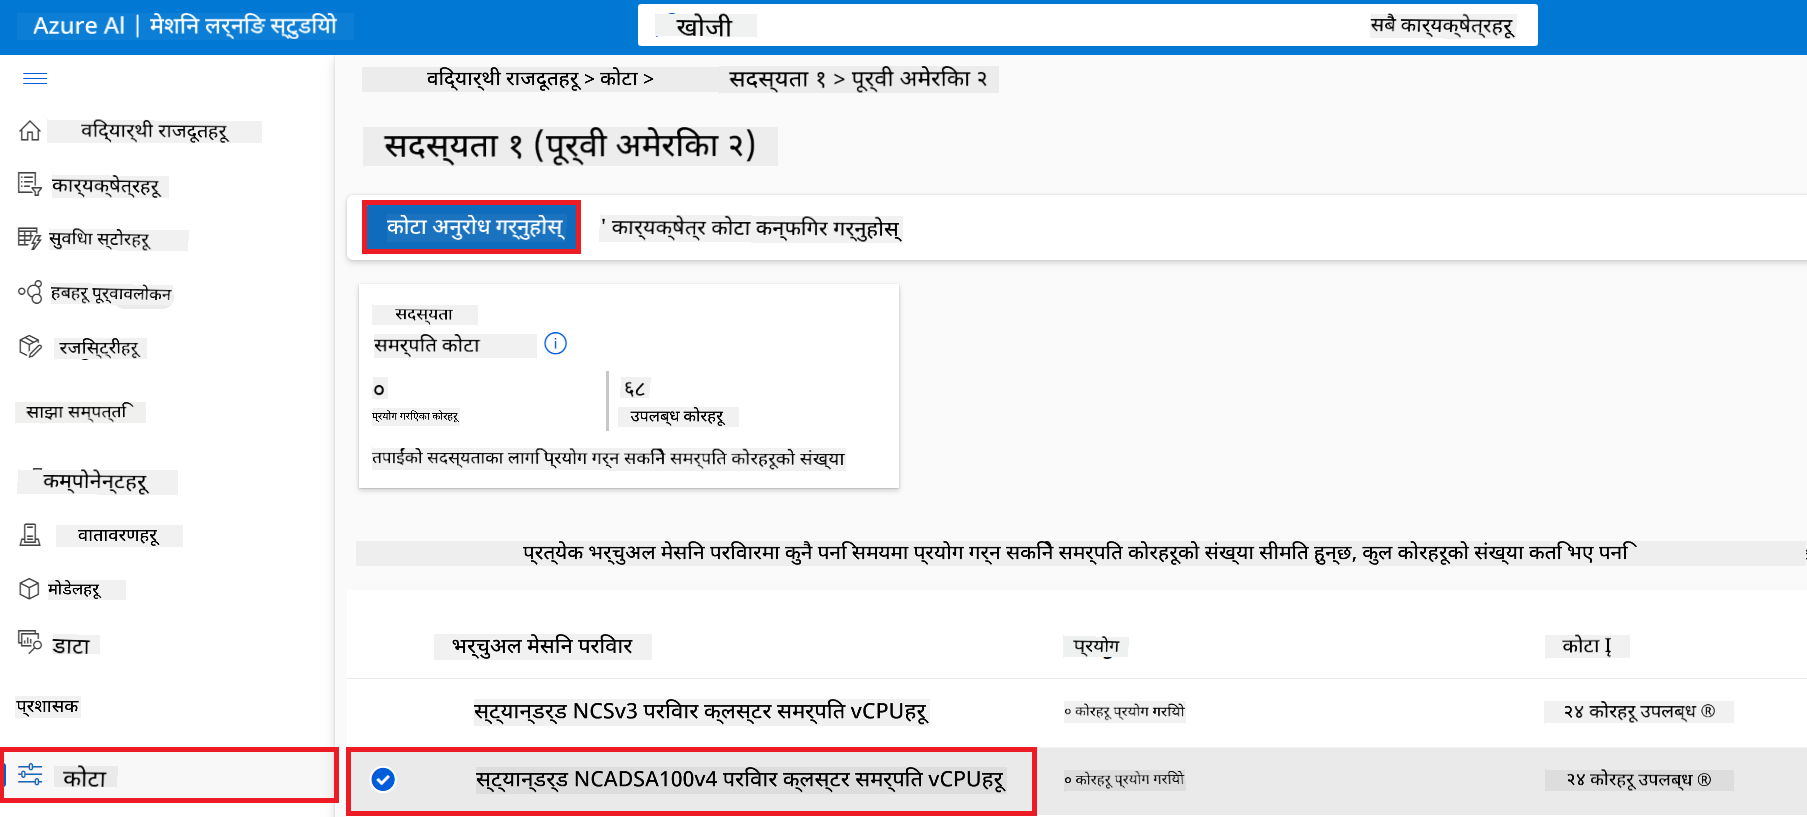 Azure AI | मेशिन लर्निङ स्टुडियो
खोजी
सबै कार्यक्षेत्रहरू
विद्यार्थी राजदूतहरू > कोटा > सदस्यता १ > पूर्वी अमेरिका २
विद्यार्थी राजदूतहरू
कार्यक्षेत्रहरू
सुविधा स्टोरहरू
हबहरू पूर्वावलोकन
रजिस्ट्रीहरू
साझा सम्पत्ति
कम्पोनेन्टहरू
वातावरणहरू
मोडेलहरू
डाटा
प्रशासक
कोटा
सदस्यता १ (पूर्वी अमेरिका २)
कोटा अनुरोध गर्नुहोस्
' कार्यक्षेत्र कोटा कन्फिगर गर्नुहोस्
सदस्यता
समर्पित कोटा
०
प्रयोग गरिएका कोरहरू
६८
उपलब्ध कोरहरू
तपाईंको सदस्यताका लागि प्रयोग गर्न सकिने समर्पित कोरहरूको संख्या
प्रत्येक भर्चुअल मेसिन परिवारमा कुनै पनि समयमा प्रयोग गर्न सकिने समर्पित कोरहरूको संख्या सीमित हुन्छ, कुल कोरहरूको संख्या कति भए पनि
भर्चुअल मेसिन परिवार
प्रयोग
कोटा
स्ट्यान्डर्ड NCSv3 परिवार क्लस्टर समर्पित vCPUहरू
० कोरहरू प्रयोग गरियो
२४ कोरहरू उपलब्ध ®
स्ट्यान्डर्ड NCADSA100v4 परिवार क्लस्टर समर्पित vCPUहरू
० कोरहरू प्रयोग गरियो
२४ कोरहरू उपलब्ध ®